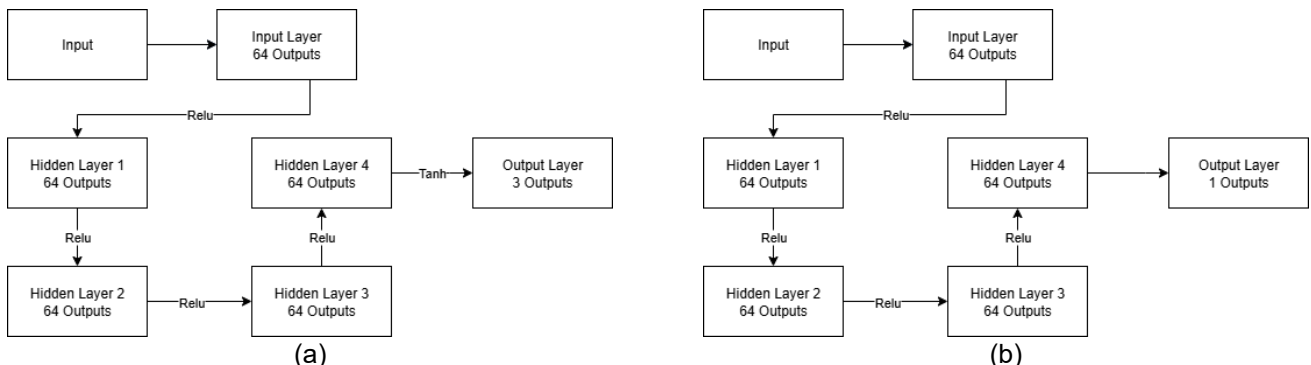 Input
Input Layer
64 Outputs
Relu
Hidden Layer 1
64 Outputs
Hidden Layer 4
64 Outputs
Tanh
Output Layer
3 Outputs
Relu
Relu
Hidden Layer 2
64 Outputs
Relu
Hidden Layer 3
64 Outputs
(a)
Input
Input Layer
64 Outputs
Relu
Hidden Layer 1
64 Outputs
Hidden Layer 4
64 Outputs
Output Layer
1 Outputs
Relu
Relu
Hidden Layer 2
64 Outputs
Relu
Hidden Layer 3
64 Outputs
(b)